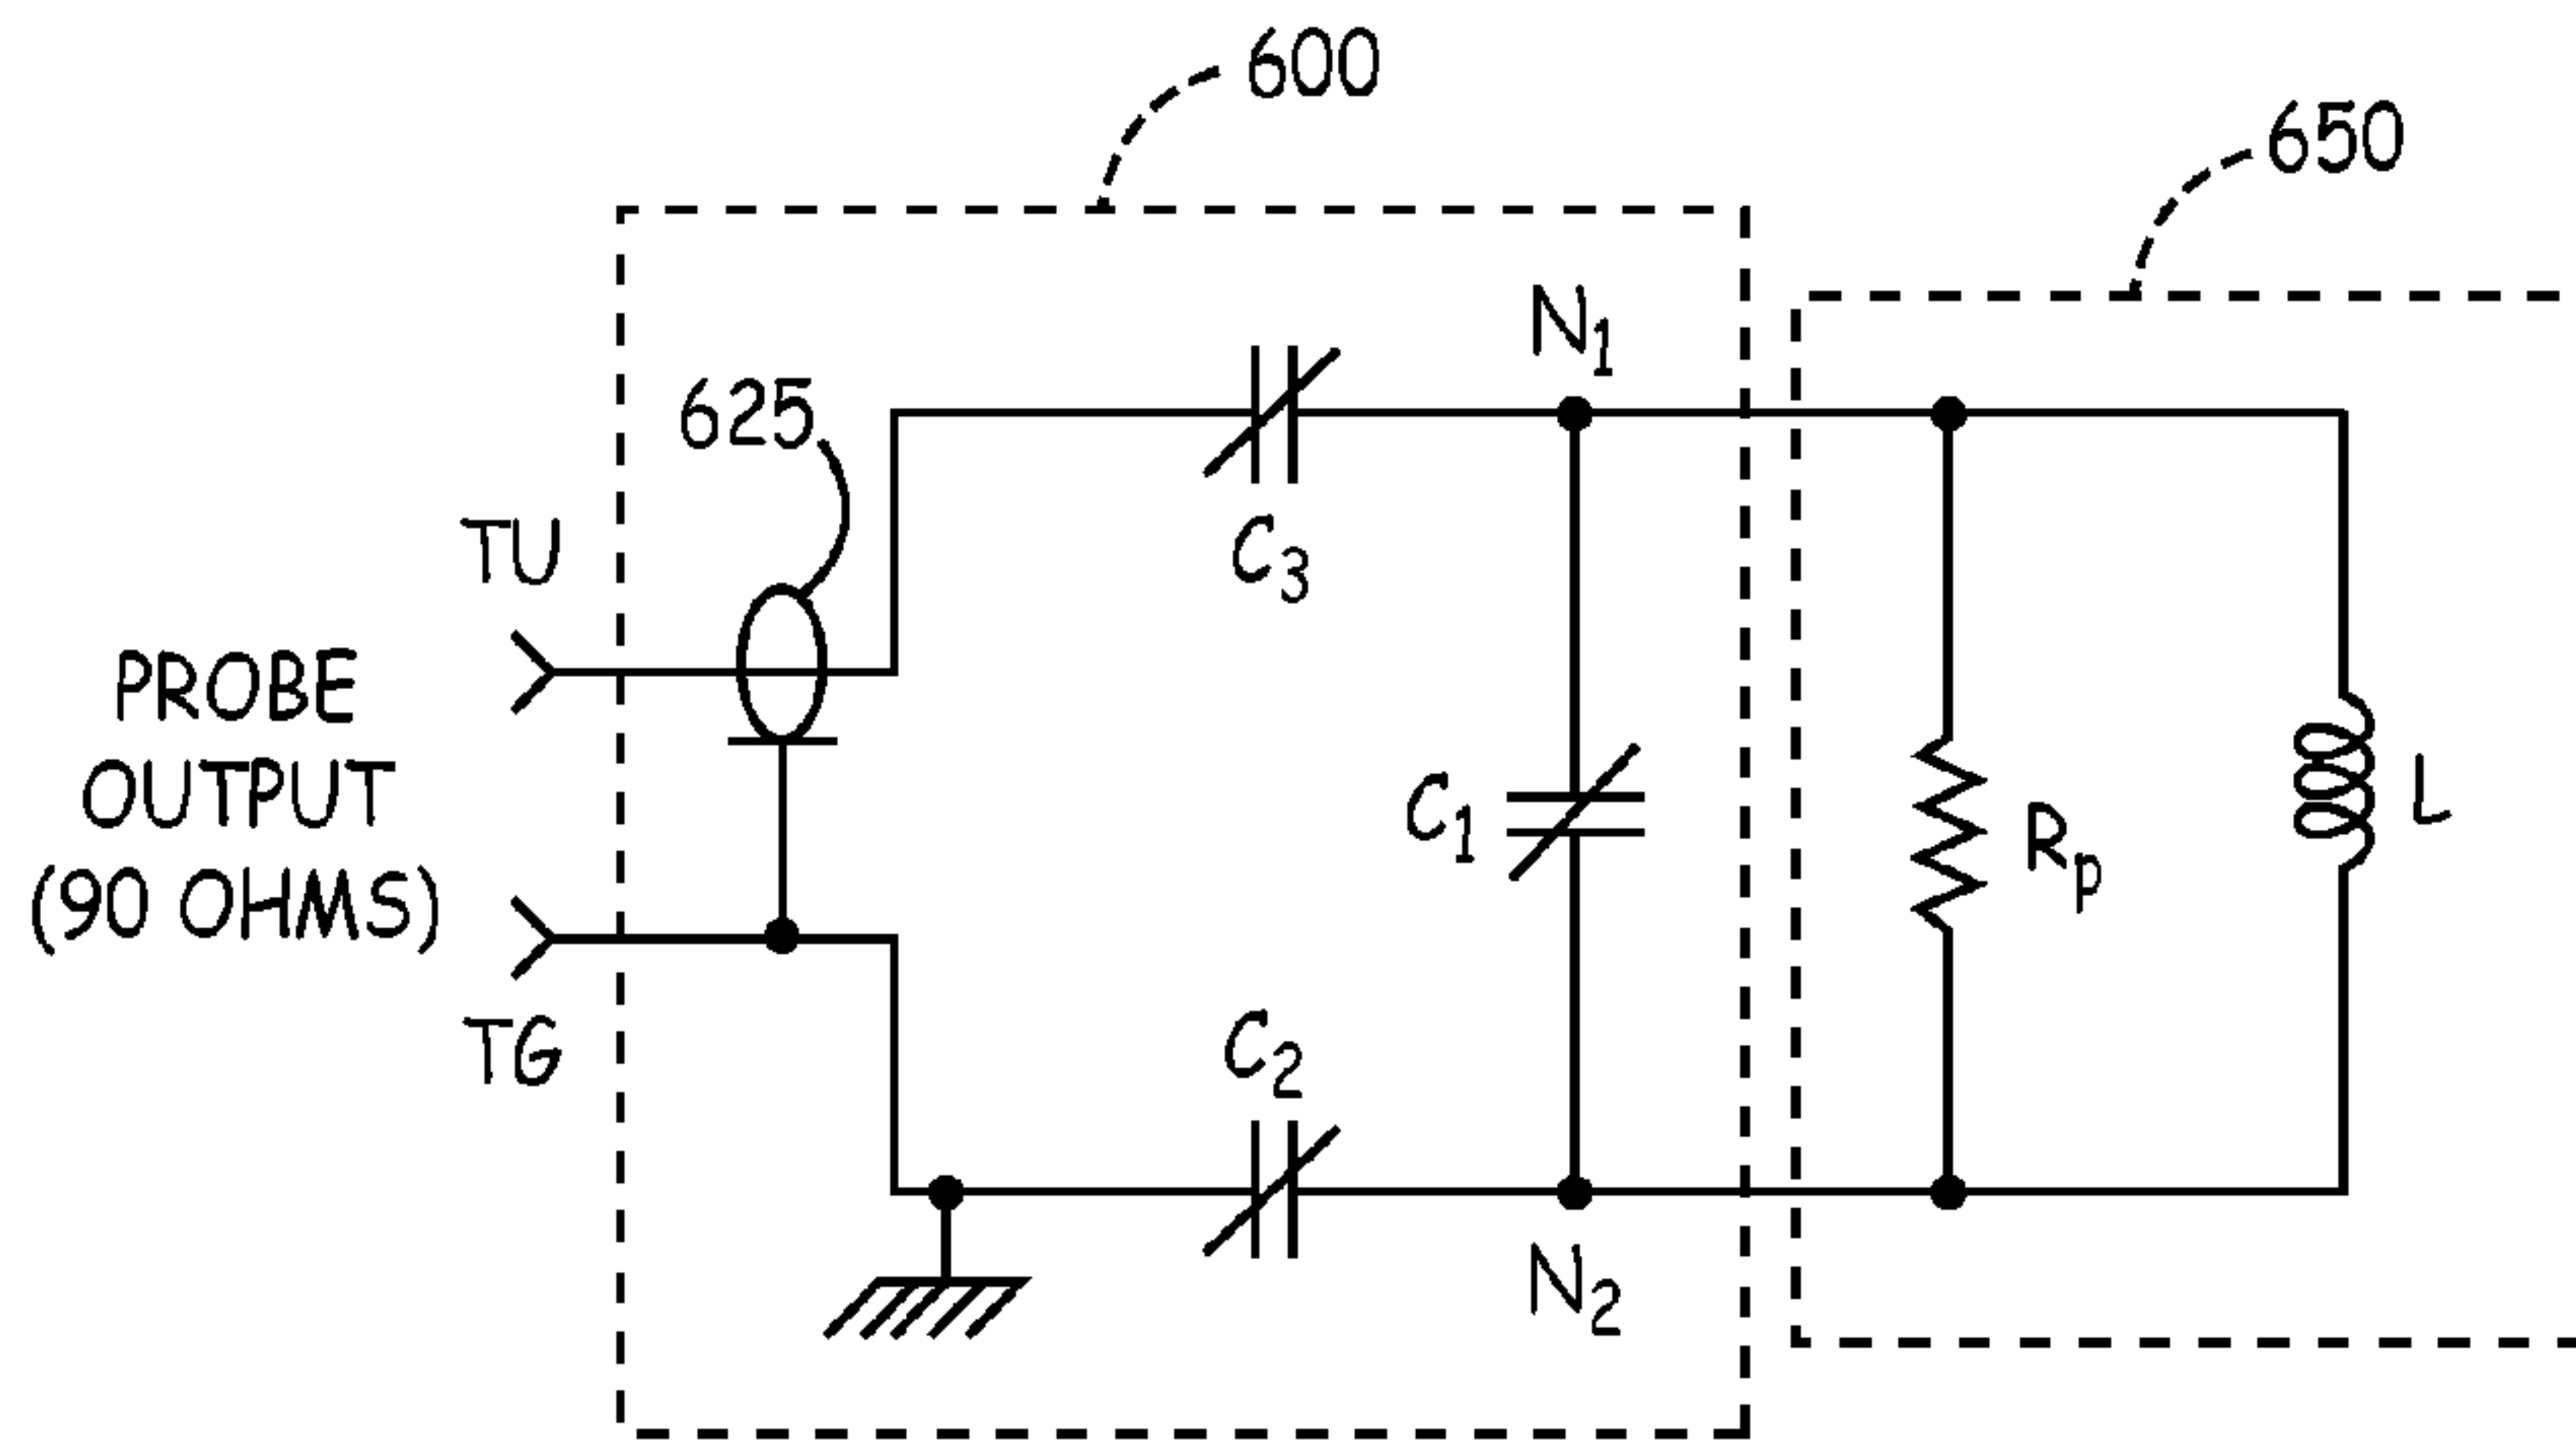 600
650
N1
625
C3
TU
PROBE
OUTPUT
(90 OHMS)
C1
Rp
L
TG
C2
N2